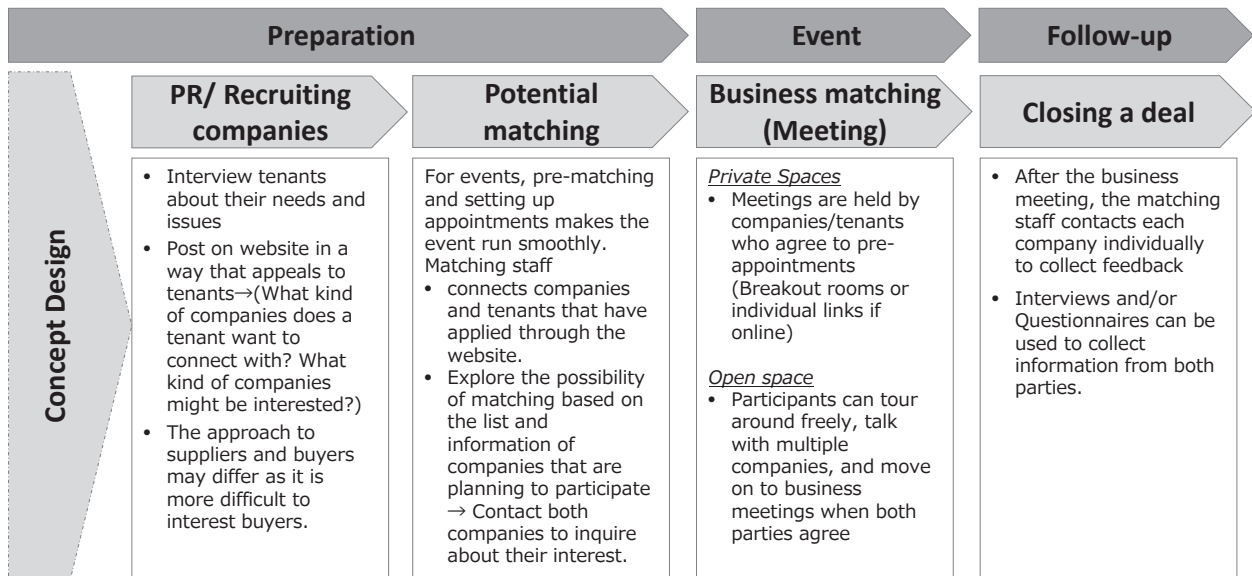 Preparation
Event
Follow-up
Concept Design
PR/ Recruiting
companies
• Interview tenants
about their needs and
issues
• Post on website in a
way that appeals to
tenants→(What kind
of companies does a
tenant want to
connect with? What
kind of companies
might be interested?)
• The approach to
suppliers and buyers
may differ as it is
more difficult to
interest buyers.
Potential
matching
For events, pre-matching
and setting up
appointments makes the
event run smoothly.
Matching staff
• connects companies
and tenants that have
applied through the
website.
• Explore the possibility
of matching based on
the list and
information of
companies that are
planning to participate
→ Contact both
companies to inquire
about their interest.
Business matching
(Meeting)
Private Spaces
• Meetings are held by
companies/tenants
who agree to pre-
appointments
(Breakout rooms or
individual links if
online)
Open space
• Participants can tour
around freely, talk
with multiple
companies, and move
on to business
meetings when both
parties agree
Closing a deal
• After the business
meeting, the matching
staff contacts each
company individually
to collect feedback
• Interviews and/or
Questionnaires can be
used to collect
information from both
parties.